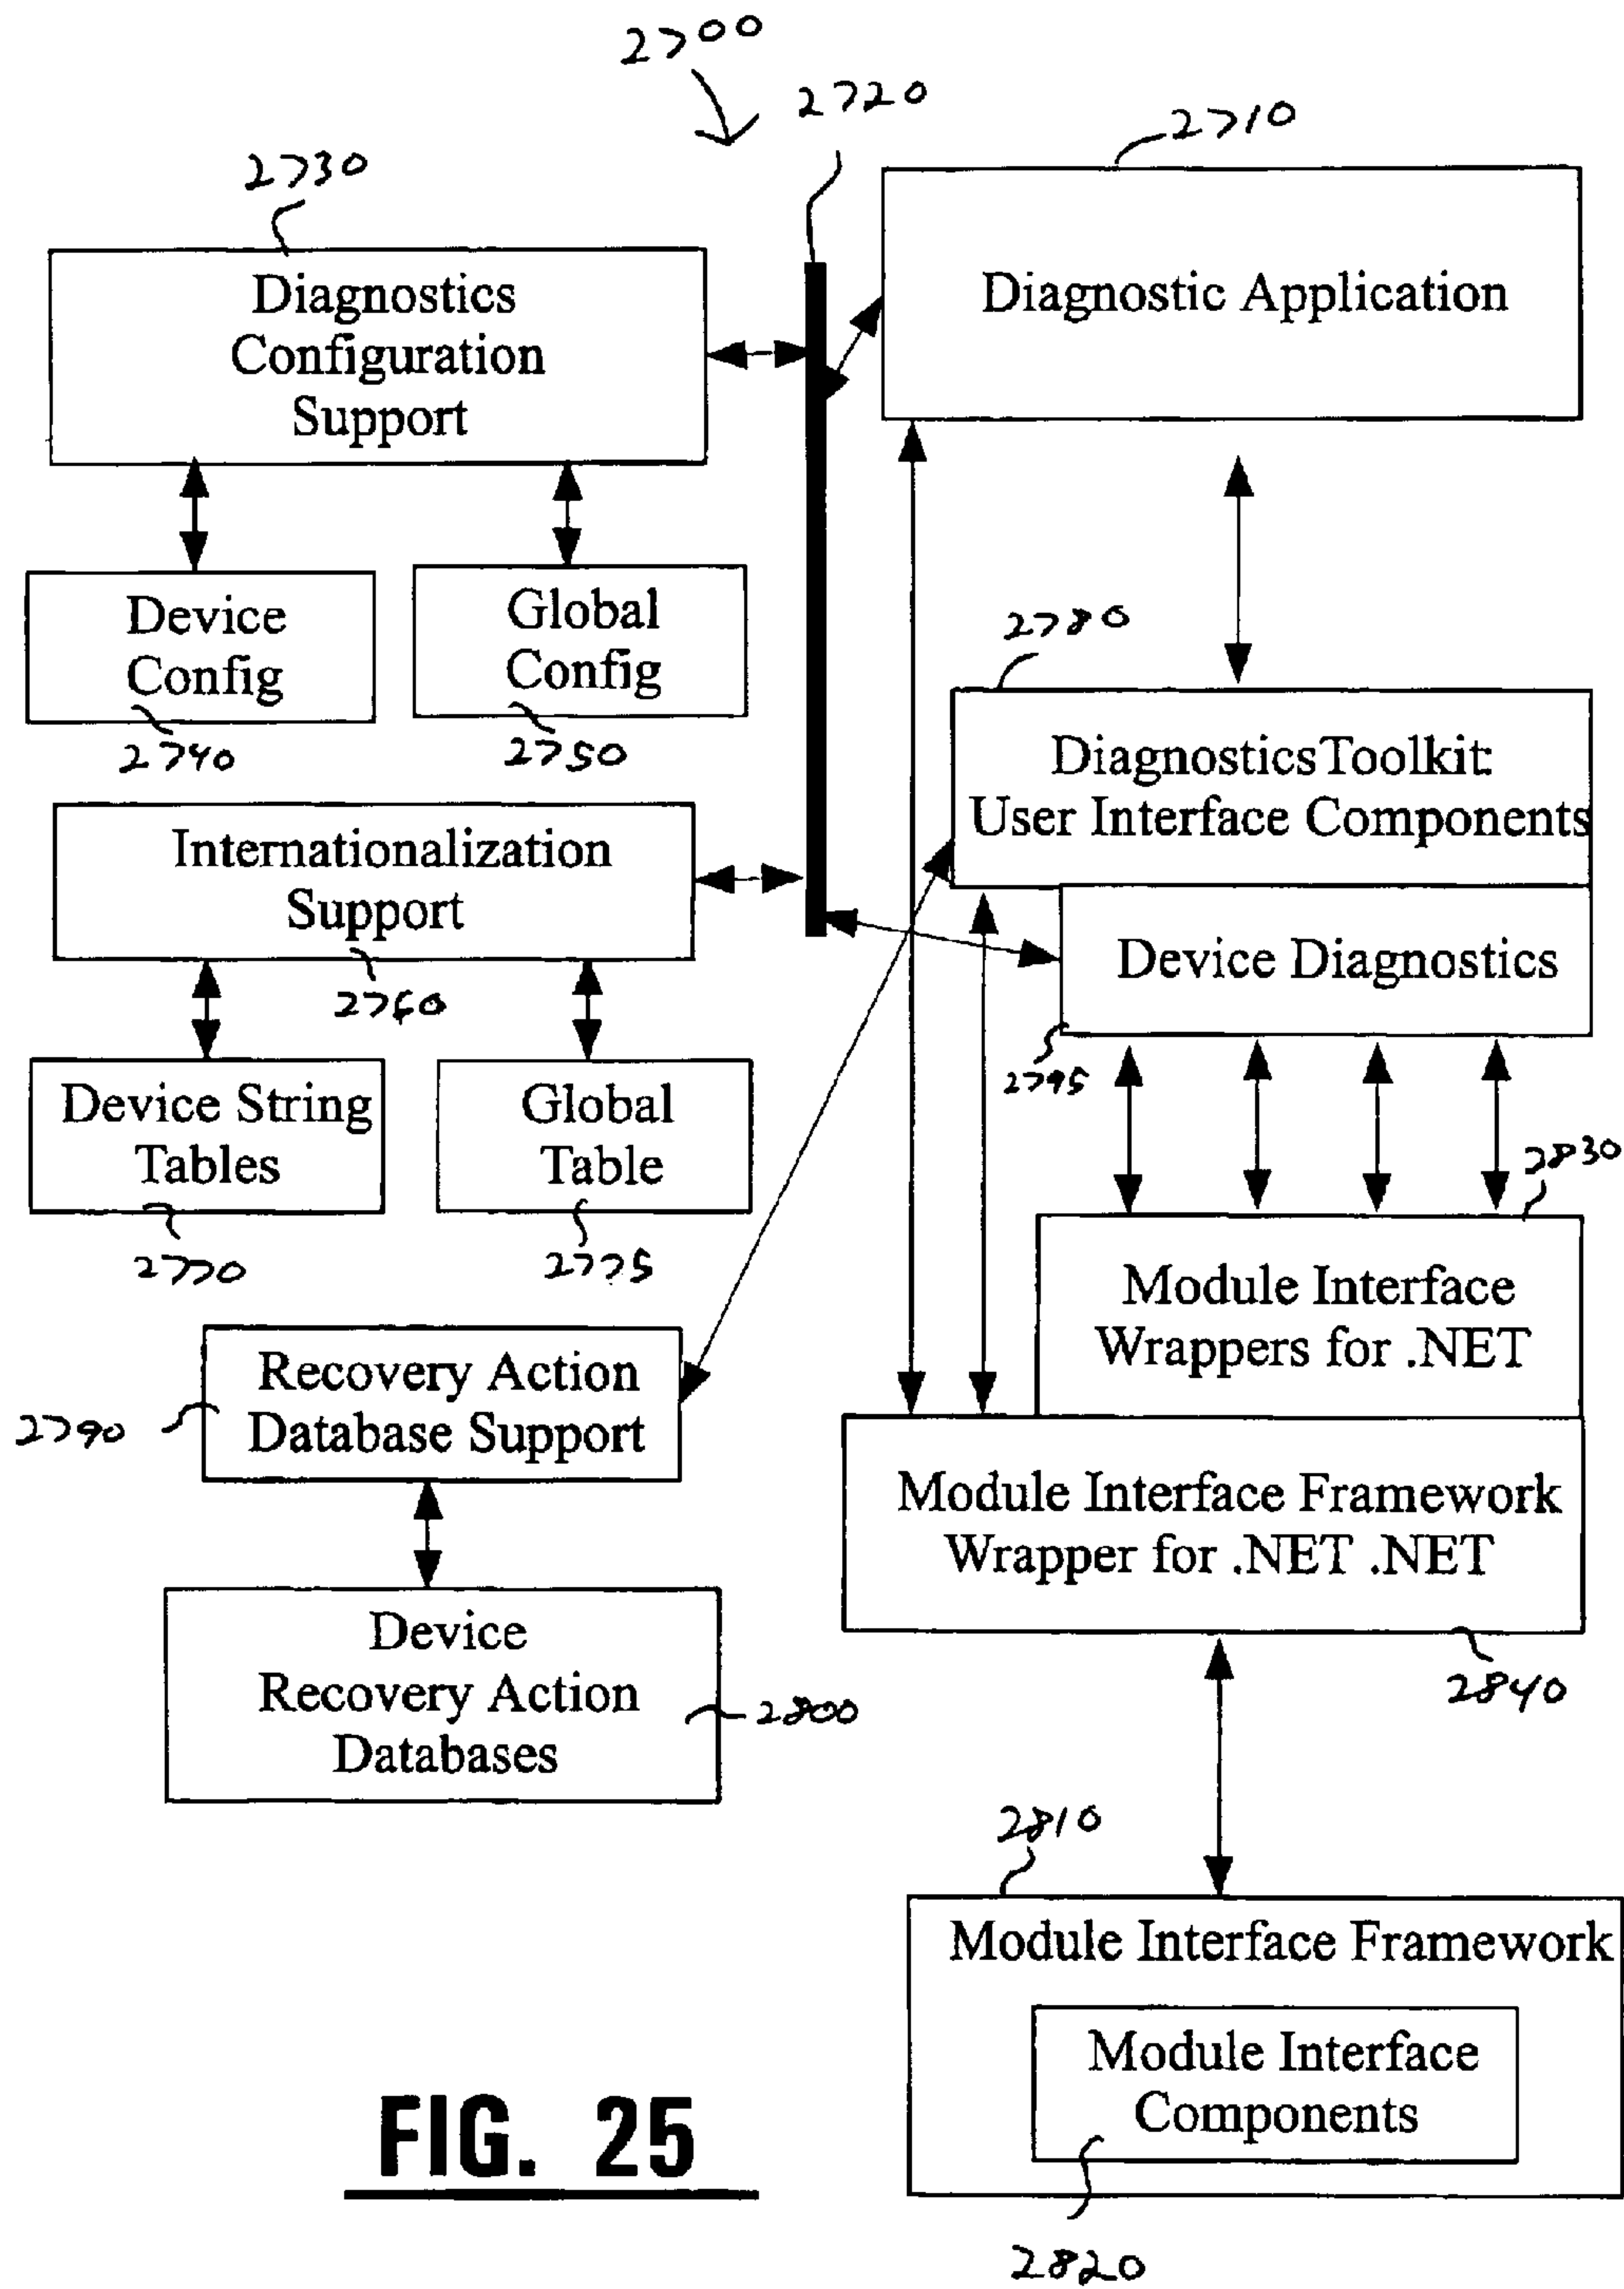 2700
2720
2710
2730
Diagnostics
Configuration
Support
Diagnostic Application
Device
Config
2740
Global
Config
2750
2780
DiagnosticsToolkit:
User Interface Components
Internationalization
Support
2760
Device Diagnostics
2795
Device String
Tables
2770
Global
Table
2775
2830
Module Interface
Wrappers for .NET
Recovery Action
Database Support
2790
Module Interface Framework
Wrapper for .NET .NET
2840
Device
Recovery Action
Databases
2800
2810
Module Interface Framework
Module Interface
Components
2820
FIG. 25